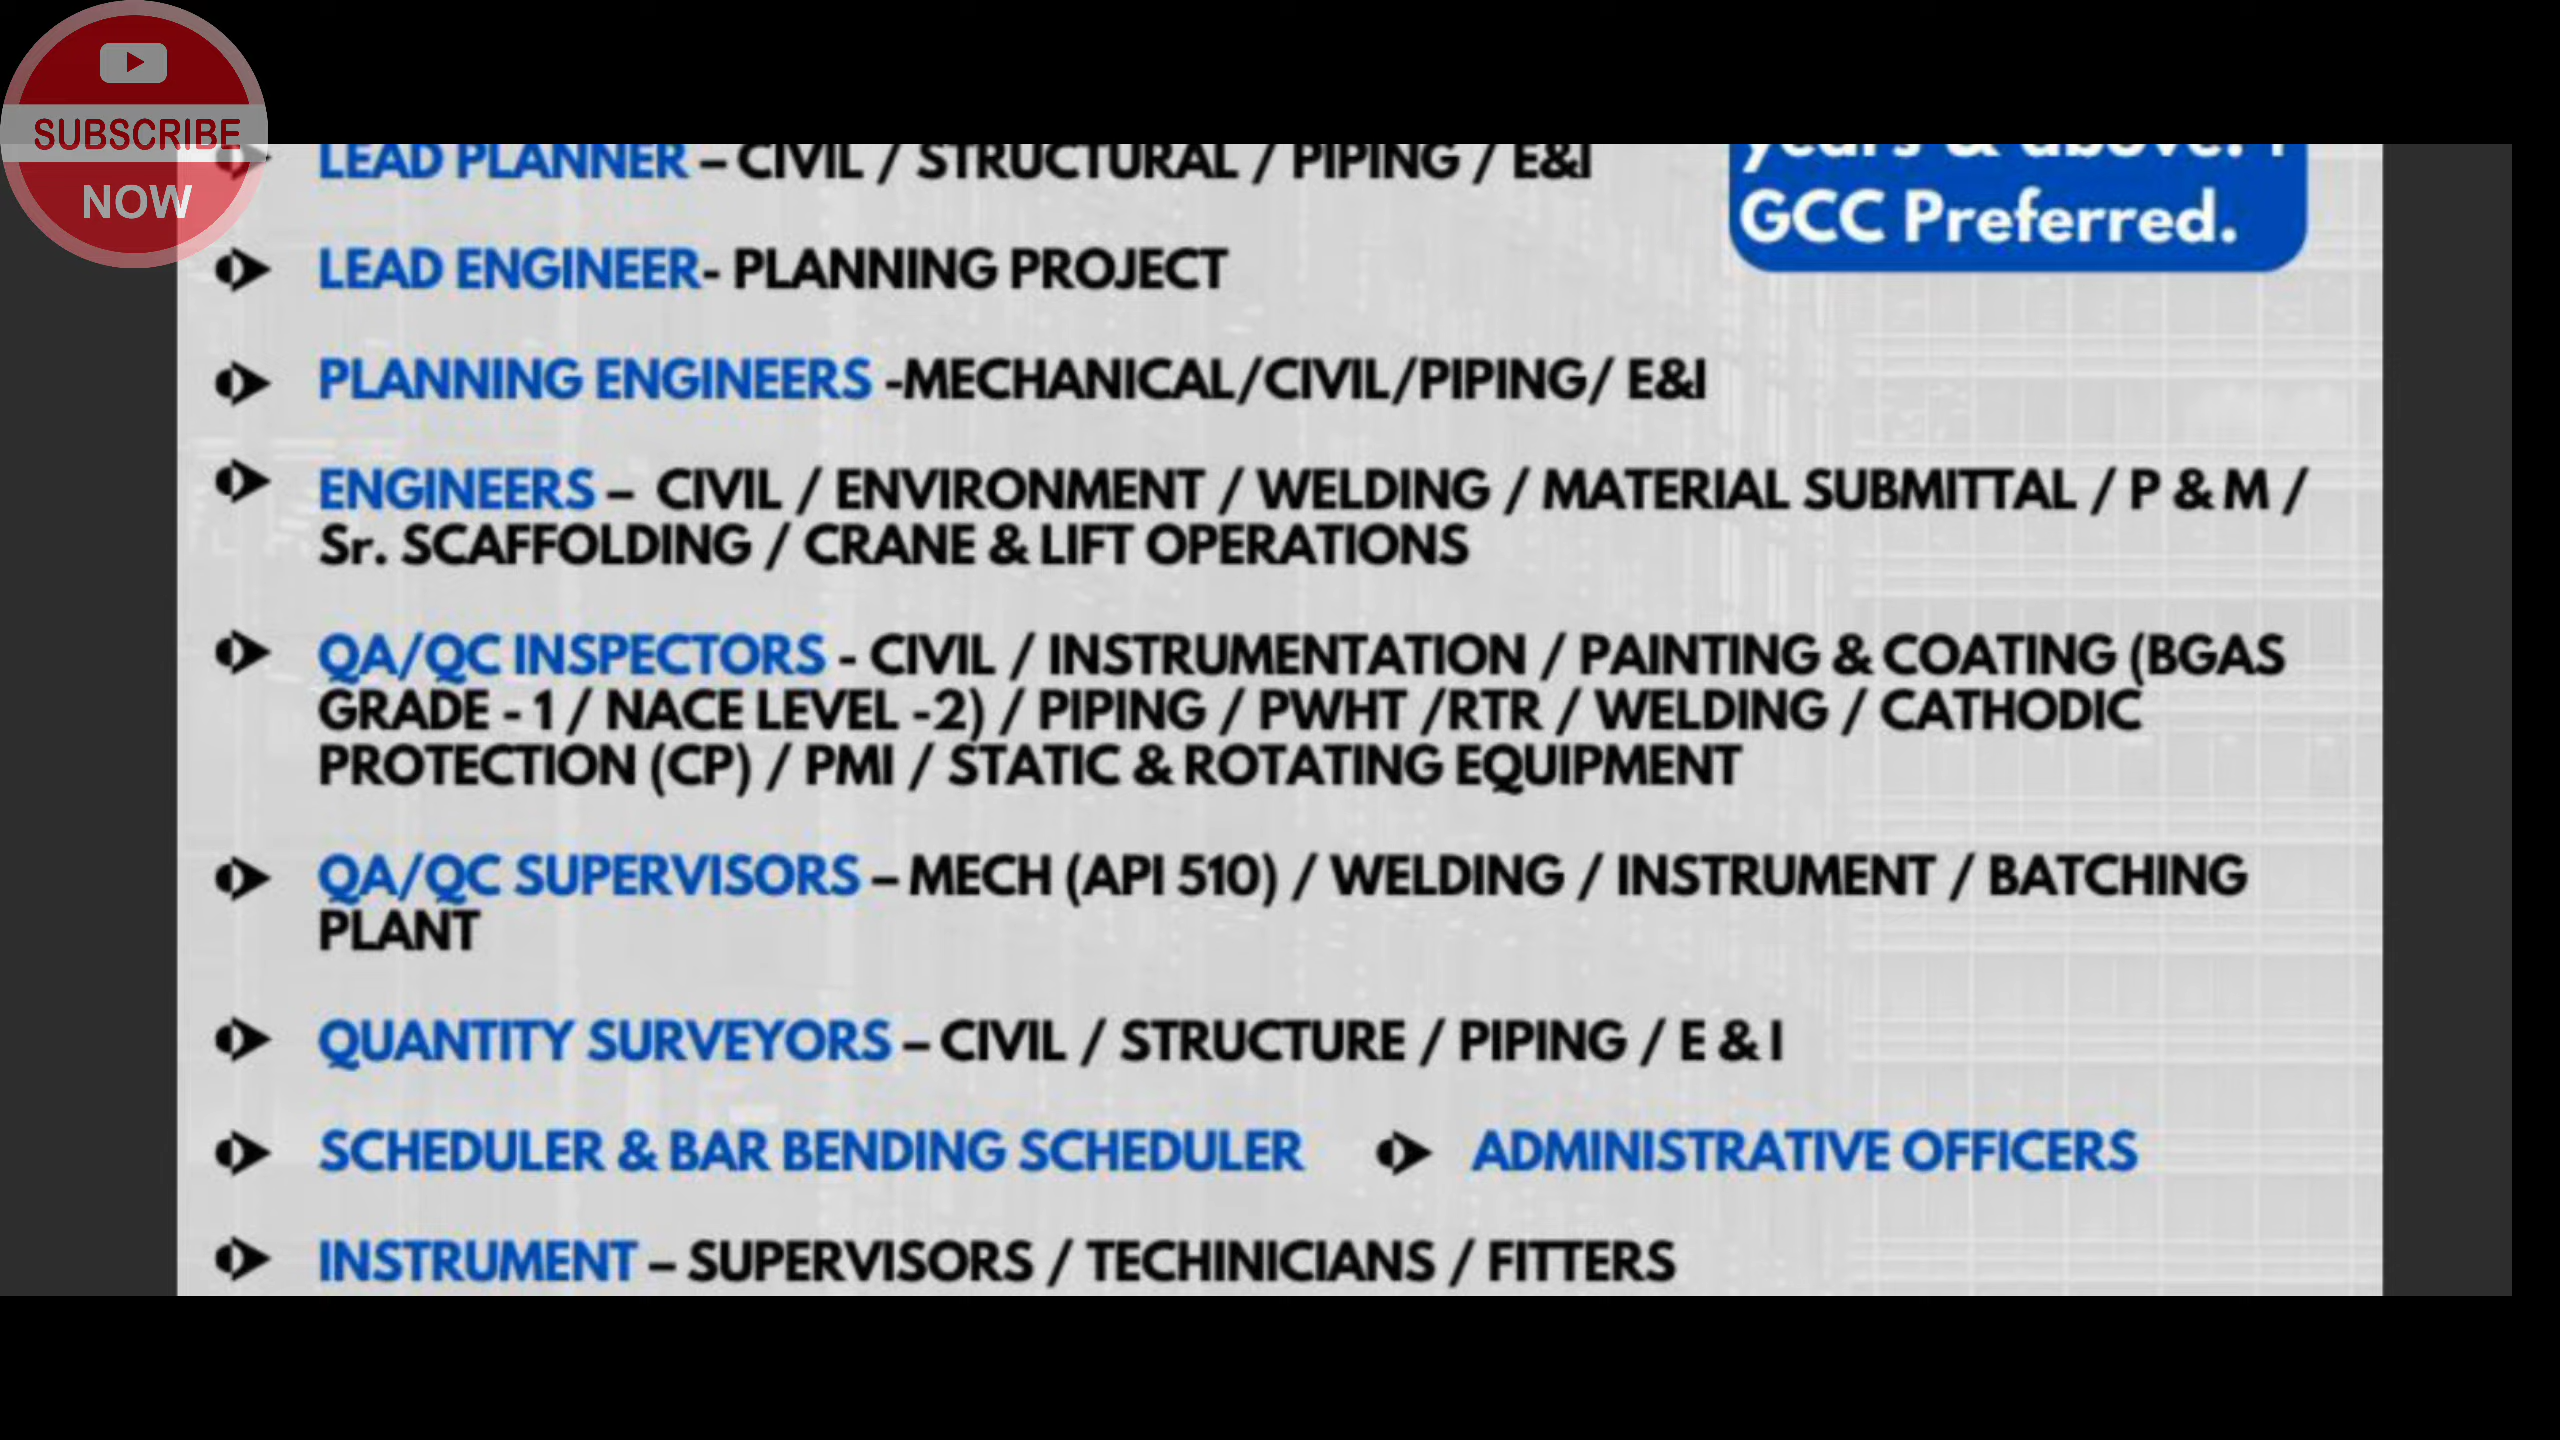 SUBSCRIBE
NOW
LEAD PLANNER – CIVIL / STRUCTURAL / PIPING / E&I
years & above.
GCC Preferred.
LEAD ENGINEER- PLANNING PROJECT
PLANNING ENGINEERS -MECHANICAL/CIVIL/PIPING/ E&I
ENGINEERS – CIVIL / ENVIRONMENT / WELDING / MATERIAL SUBMITTAL / P & M /
Sr. SCAFFOLDING / CRANE & LIFT OPERATIONS
QA/QC INSPECTORS - CIVIL / INSTRUMENTATION / PAINTING & COATING (BGAS
GRADE - 1 / NACE LEVEL -2) / PIPING / PWHT /RTR / WELDING / CATHODIC
PROTECTION (CP) / PMI / STATIC & ROTATING EQUIPMENT
QA/QC SUPERVISORS – MECH (API 510) / WELDING / INSTRUMENT / BATCHING
PLANT
QUANTITY SURVEYORS – CIVIL / STRUCTURE / PIPING / E & I
SCHEDULER & BAR BENDING SCHEDULER
ADMINISTRATIVE OFFICERS
INSTRUMENT – SUPERVISORS / TECHINICIANS / FITTERS